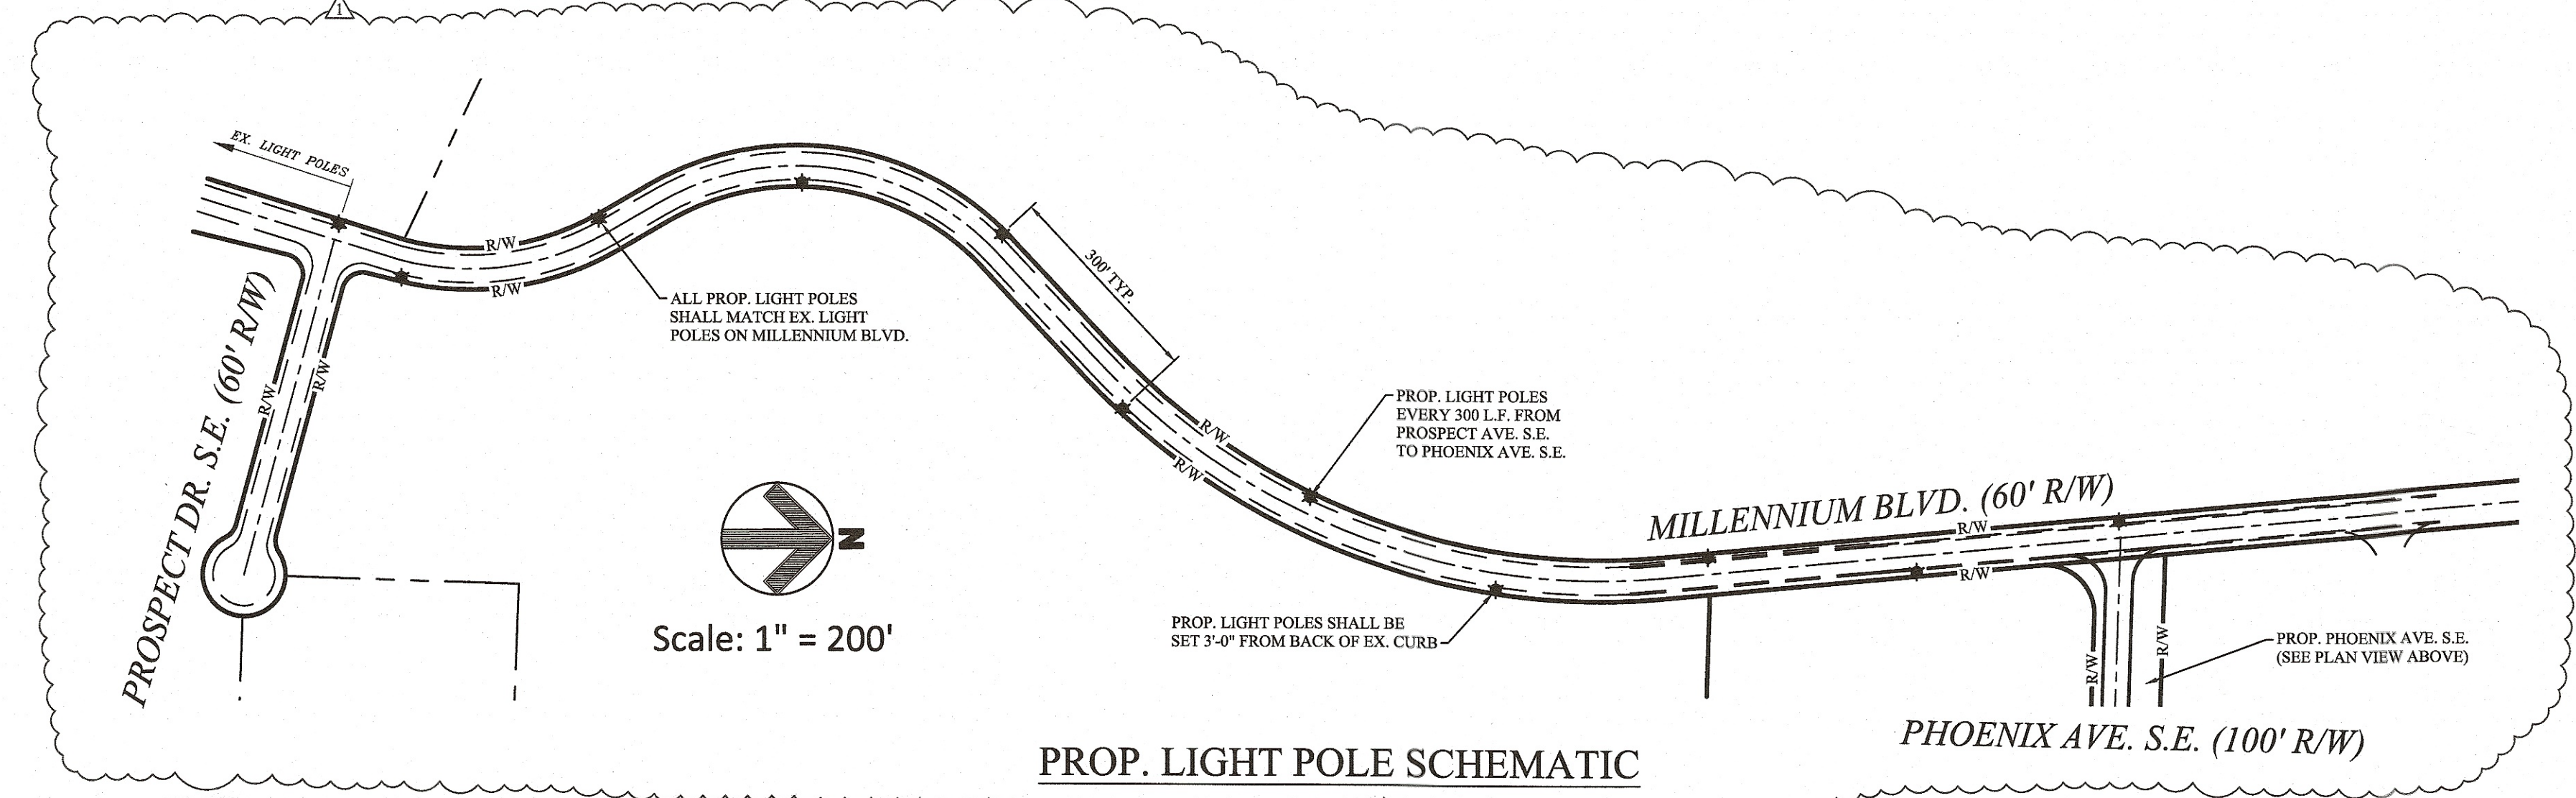 1
EX. LIGHT POLES
R/W
R/W
PROSPECT DR. S.E. (60' R/W)
R/W
R/W
ALL PROP. LIGHT POLES
SHALL MATCH EX. LIGHT
POLES ON MILLENNIUM BLVD.
300' TYP.
R/W
R/W
PROP. LIGHT POLES
EVERY 300 L.F. FROM
PROSPECT AVE. S.E.
TO PHOENIX AVE. S.E.
N
Scale: 1" = 200'
MILLENNIUM BLVD. (60' R/W)
R/W
R/W
PROP. LIGHT POLES SHALL BE
SET 3'-0" FROM BACK OF EX. CURB
R/W
R/W
PROP. PHOENIX AVE. S.E.
(SEE PLAN VIEW ABOVE)
PHOENIX AVE. S.E. (100' R/W)
PROP. LIGHT POLE SCHEMATIC